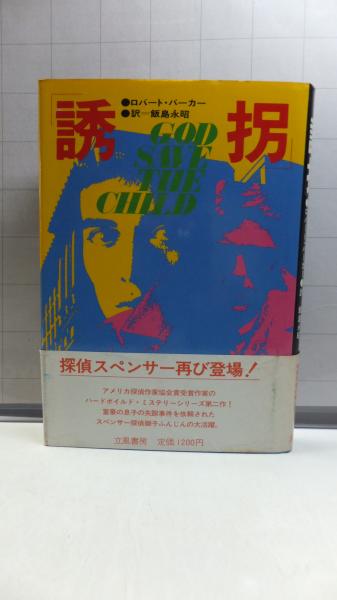 「誘拐」
●ロバート・パーカー
●訳―飯島永昭
GOD
SAVE
THE
CHILD
探偵スペンサー再び登場!
アメリカ探偵作家協会賞受賞作家の
ハードボイルド・ミステリーシリーズ第二作!
富豪の息子の失踪事件を依頼された
スペンサー探偵獅子ふんじんの大活躍。
立風書房 定価1200円